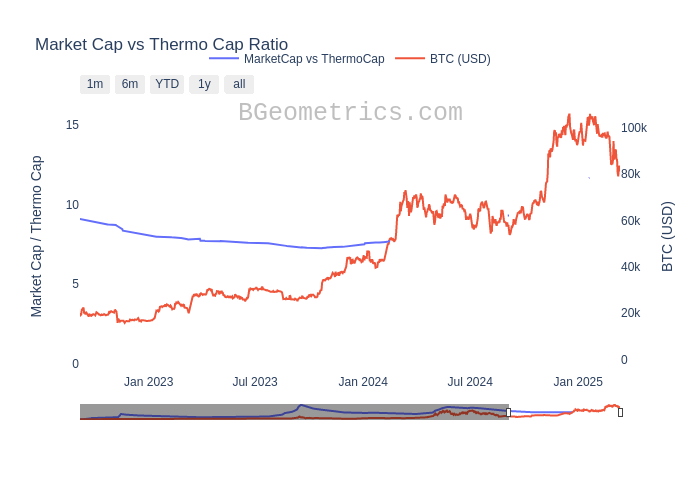 Market Cap vs Thermo Cap Ratio
MarketCap vs ThermoCap BTC (USD)
1m 6m YTD 1y all
BGeometrics.com
15
10
5
0
Market Cap / Thermo Cap
100k
80k
60k
40k
20k
0
BTC (USD)
Jan 2023 Jul 2023 Jan 2024 Jul 2024 Jan 2025